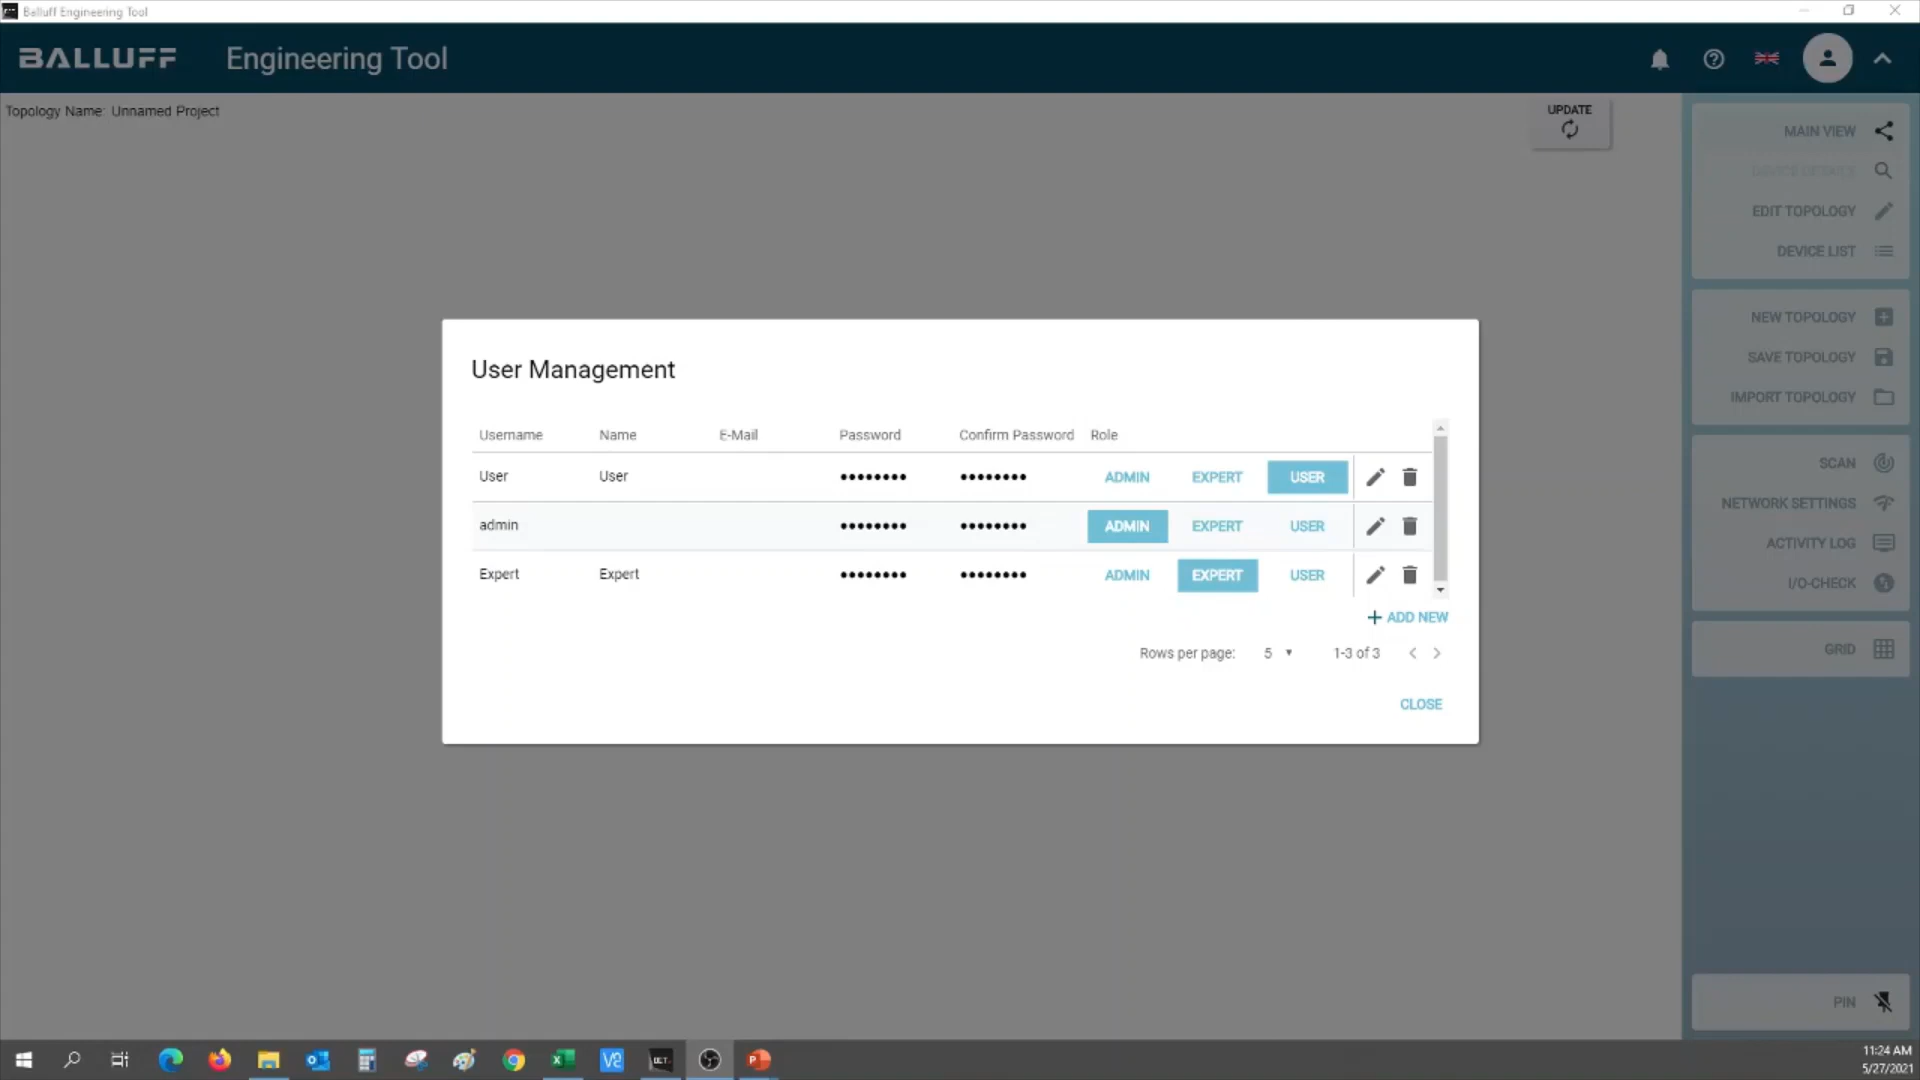 Balluff Engineering Tool
BALLUFF Engineering Tool
Topology Name: Unnamed Project
UPDATE
MAIN VIEW
DEVICE DETAILS
EDIT TOPOLOGY
DEVICE LIST
NEW TOPOLOGY
SAVE TOPOLOGY
IMPORT TOPOLOGY
SCAN
NETWORK SETTINGS
ACTIVITY LOG
I/O-CHECK
GRID
PIN
User Management
Username Name E-Mail Password Confirm Password Role
User User •••••••• •••••••• ADMIN EXPERT USER
admin •••••••• •••••••• ADMIN EXPERT USER
Expert Expert •••••••• •••••••• ADMIN EXPERT USER
+ ADD NEW
Rows per page: 5 1-3 of 3
CLOSE
11:24 AM
5/27/2021